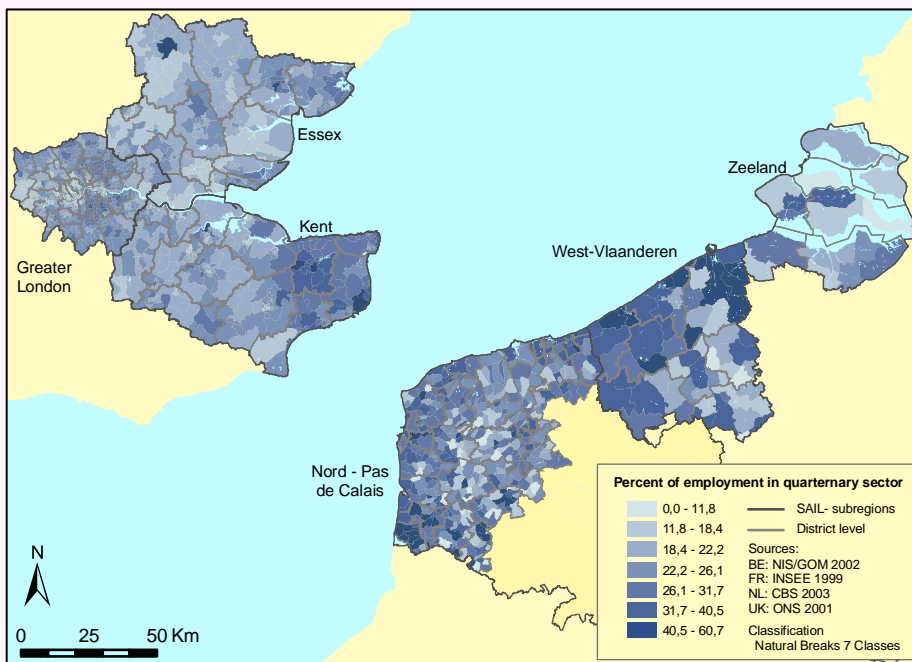 Essex
Zeeland
Kent
West-Vlaanderen
Greater
London
Nord - Pas
de Calais
N
0 25 50 Km
Percent of employment in quarternary sector
0,0 - 11,8
11,8 - 18,4
18,4 - 22,2
22,2 - 26,1
26,1 - 31,7
31,7 - 40,5
40,5 - 60,7
SAIL- subregions
District level
Sources:
BE: NIS/GOM 2002
FR: INSEE 1999
NL: CBS 2003
UK: ONS 2001
Classification
Natural Breaks 7 Classes